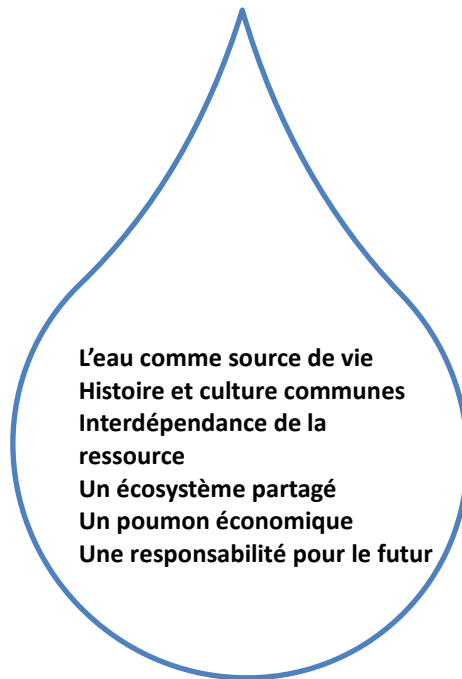 L’eau comme source de vie
Histoire et culture communes
Interdépendance de la
ressource
Un écosystème partagé
Un poumon économique
Une responsabilité pour le futur